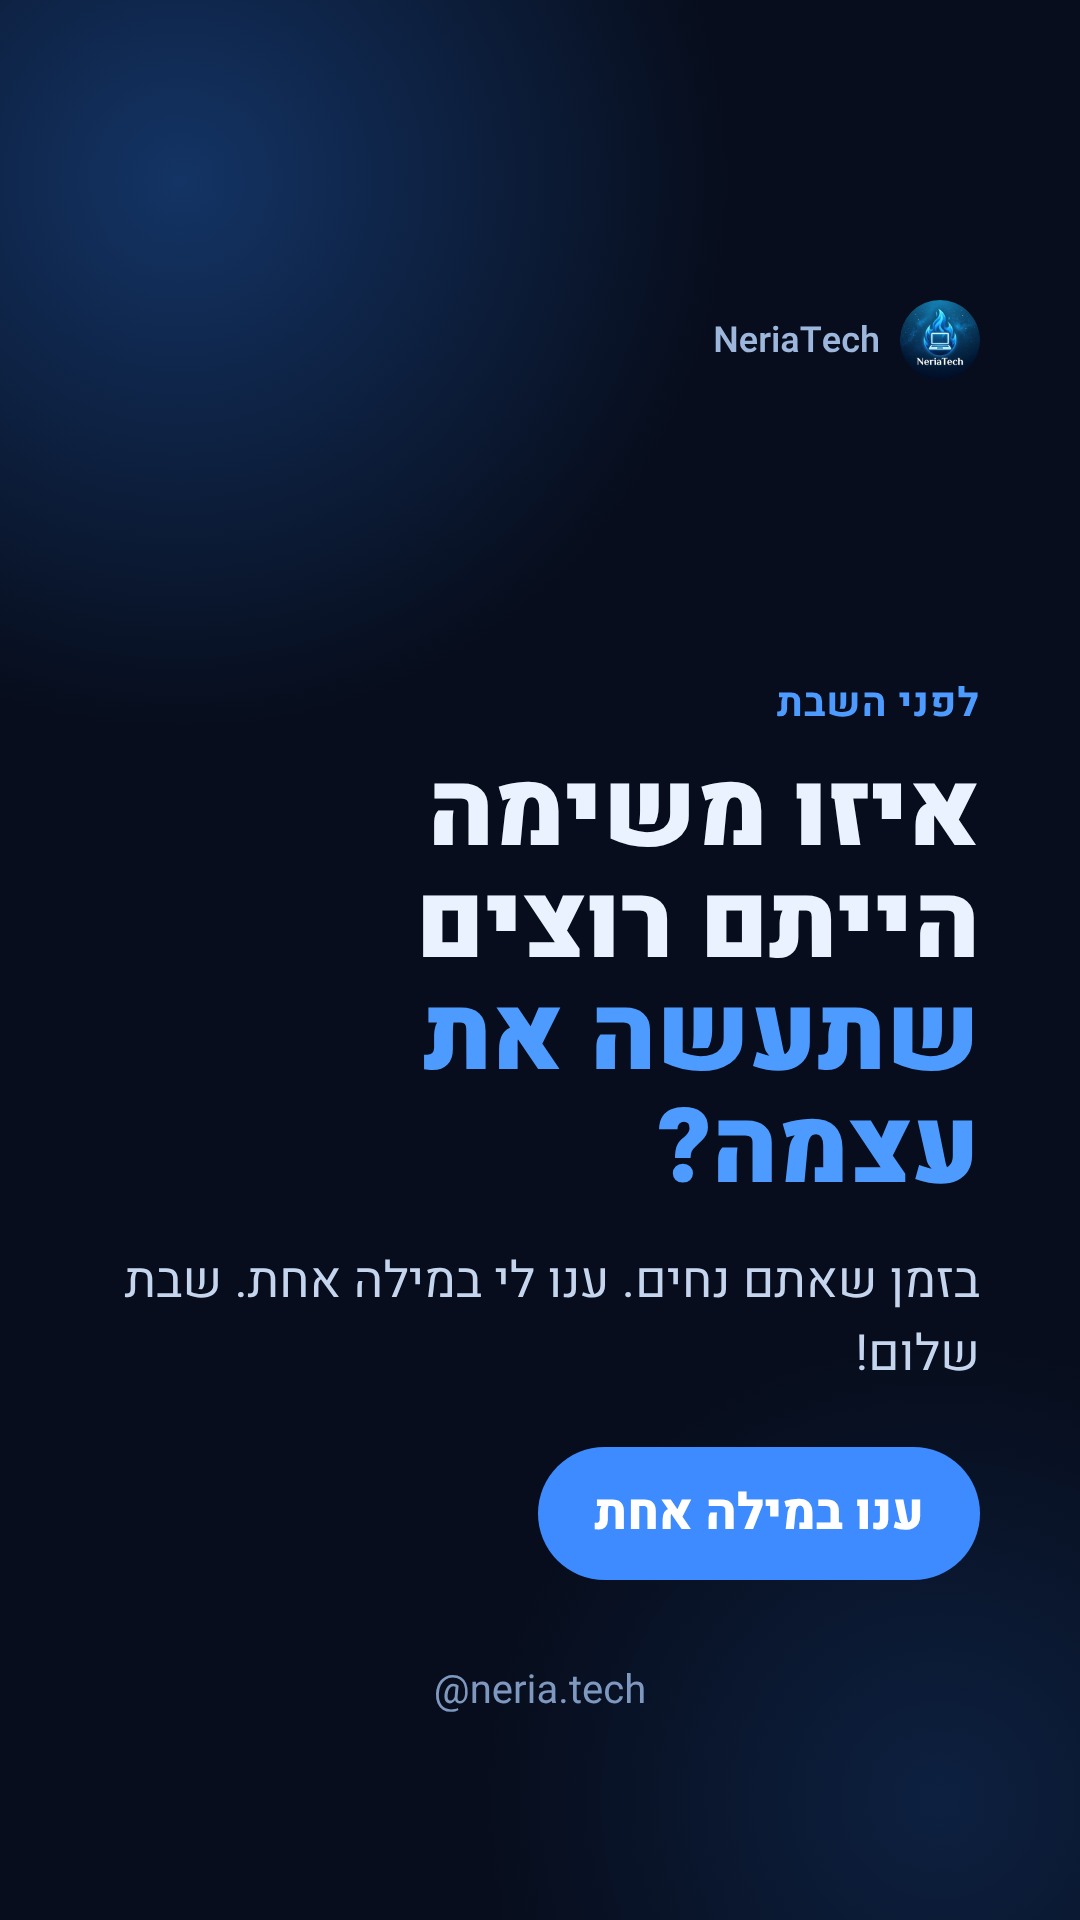 NeriaTech
NeriaTech
לפני השבת
איזו משימה
הייתם רוצים
שתעשה את
עצמה?
בזמן שאתם נחים. ענו לי במילה אחת. שבת
שלום!
ענו במילה אחת
@neria.tech